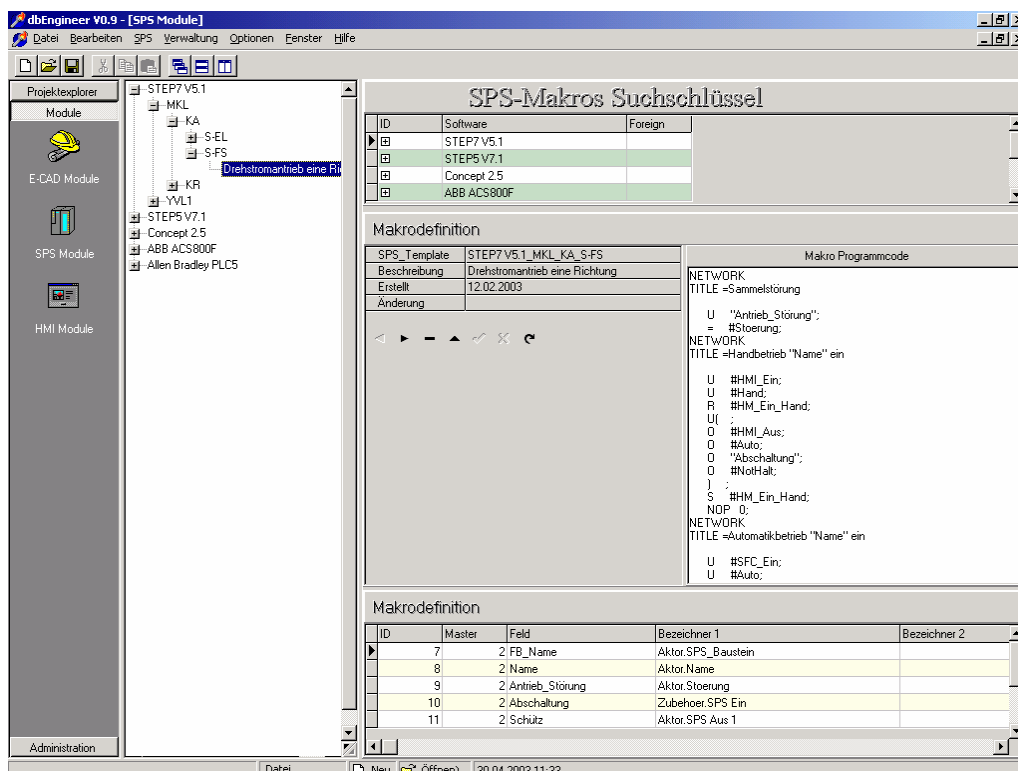 dbEngineer V0.9 - [SPS Module]
Datei Bearbeiten SPS Verwaltung Optionen Fenster Hilfe
Projektexplorer
Module
E-CAD Module
SPS Module
HMI Module
Administration
STEP7 V5.1
MKL
KA
S-EL
S-FS
Drehstromantrieb eine Ri
KR
YVL1
STEP5 V7.1
Concept 2.5
ABB ACS800F
Allen Bradley PLC5
SPS-Makros Suchschlüssel
ID Software Foreign
STEP7 V5.1
STEP5 V7.1
Concept 2.5
ABB ACS800F
Makrodefinition
SPS_Template STEP7 V5.1_MKL_KA_S-FS
Beschreibung Drehstromantrieb eine Richtung
Erstellt 12.02.2003
Änderung
Makro Programmcode
NETWORK
TITLE =Sammelstörung
U "Antrieb_Störung";
= #Stoerung;
NETWORK
TITLE =Handbetrieb "Name" ein
U #HMI_Ein;
U #Hand;
R #HM_Ein_Hand;
U( ;
O #HMI_Aus;
O #Auto;
O "Abschaltung";
O #NotHalt;
) ;
S #HM_Ein_Hand;
NOP 0;
NETWORK
TITLE =Automatikbetrieb "Name" ein
U #SFC_Ein;
U #Auto;
Makrodefinition
ID Master Feld Bezeichner 1 Bezeichner 2
7 2 FB_Name Aktor.SPS_Baustein
8 2 Name Aktor.Name
9 2 Antrieb_Störung Aktor.Stoerung
10 2 Abschaltung Zubehoer.SPS Ein
11 2 Schütz Aktor.SPS Aus 1
Datei Neu Öffnen) 30.04.2003 11:33